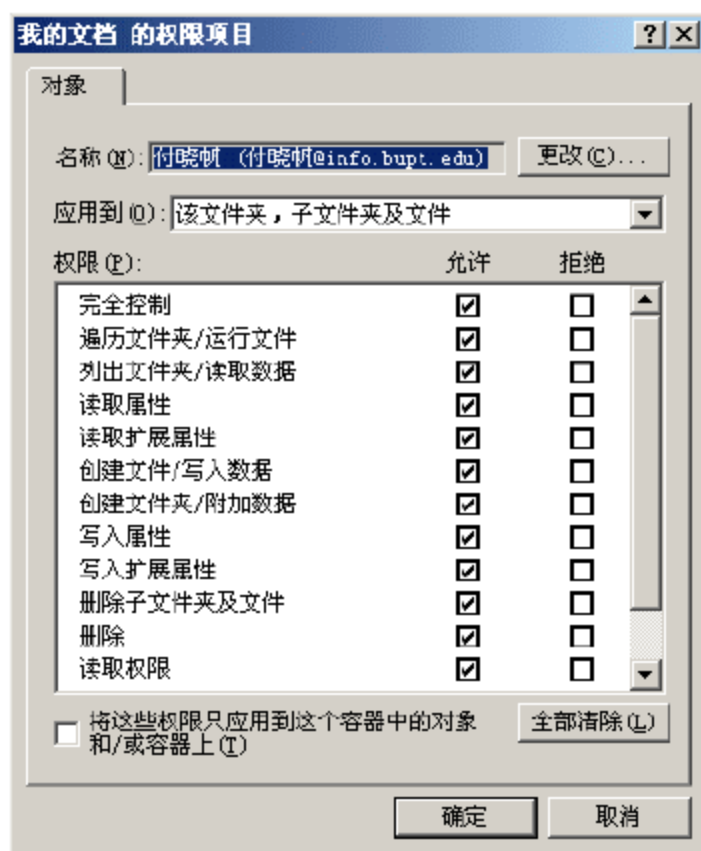 我的文档 的权限项目
对象
名称(N): 付晓帆 (付晓帆@info.bupt.edu) 更改(C)...
应用到(O): 该文件夹，子文件夹及文件
权限(P): 允许 拒绝
完全控制
遍历文件夹/运行文件
列出文件夹/读取数据
读取属性
读取扩展属性
创建文件/写入数据
创建文件夹/附加数据
写入属性
写入扩展属性
删除子文件夹及文件
删除
读取权限
将这些权限只应用到这个容器中的对象
和/或容器上(T)
全部清除(L)
确定 取消